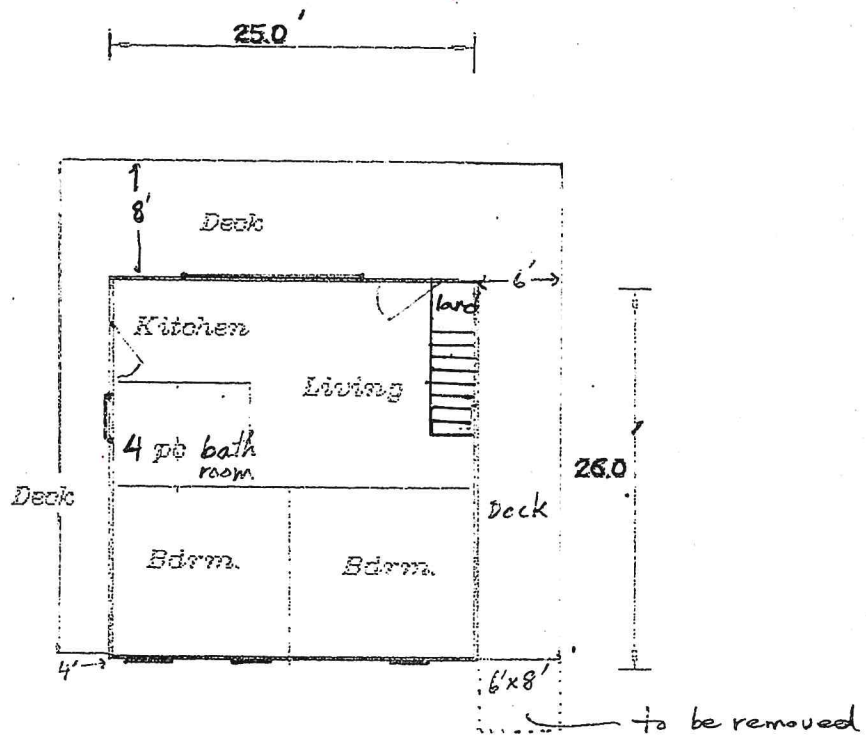 25.0'
8'
Deck
6'
land
Kitchen
Living
4 pc bath
room.
26.0
Deck
Deck
Bdrm.
Bdrm.
4'
6'x8'
to be removed